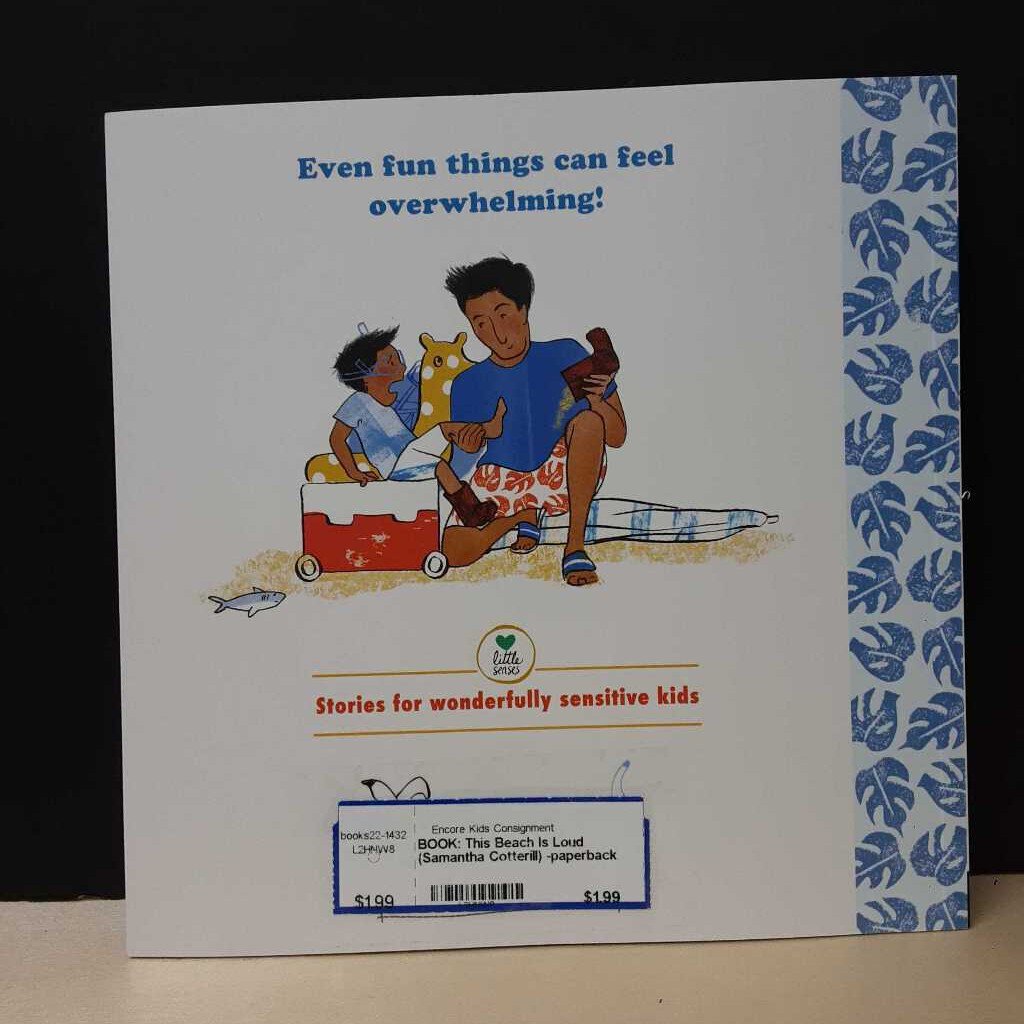 Even fun things can feel
overwhelming!
little
senses
Stories for wonderfully sensitive kids
books22-1432
Encore Kids Consignment
BOOK: This Beach Is Loud
(Samantha Cotterill) -paperback
$1.99
$1.99